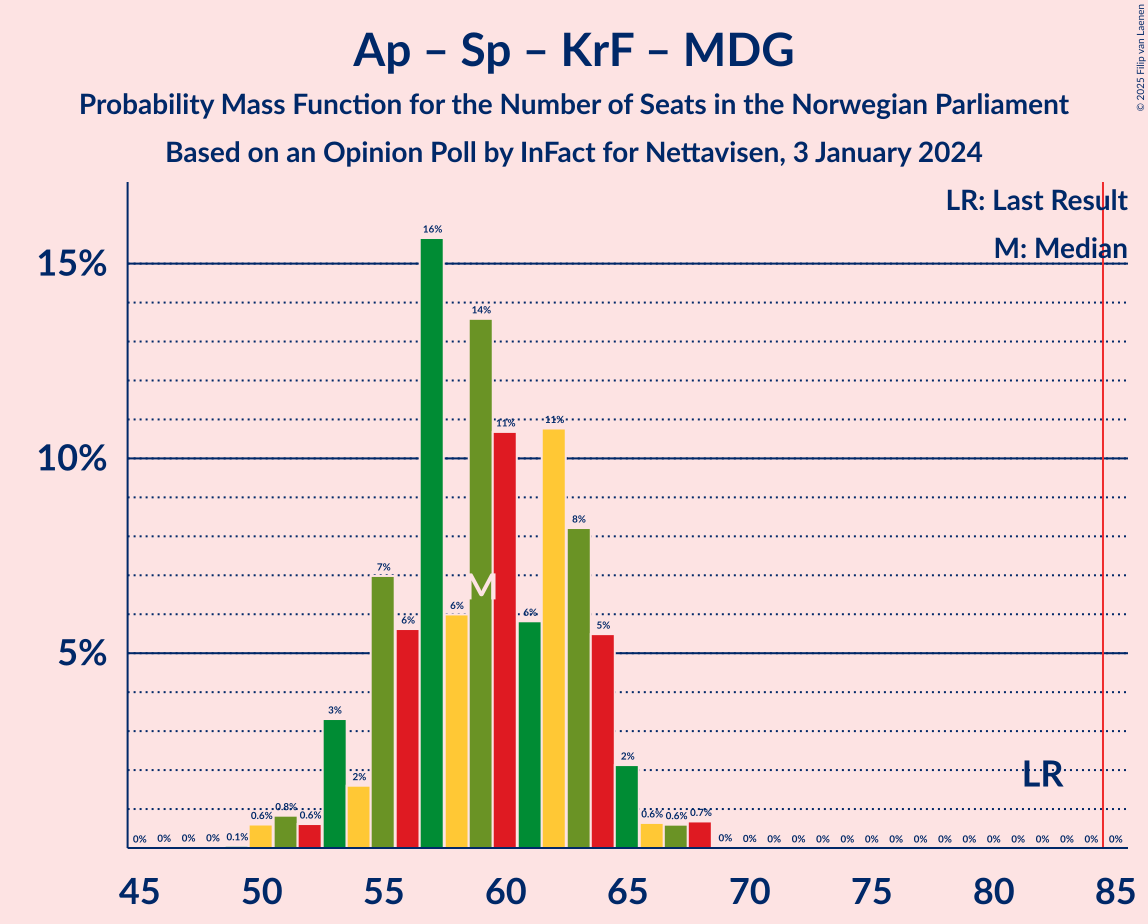 Ap – Sp – KrF – MDG
Probability Mass Function for the Number of Seats in the Norwegian Parliament
Based on an Opinion Poll by InFact for Nettavisen, 3 January 2024
© 2025 Filip van Laenen
LR: Last Result
M: Median
15%
10%
5%
0% 0% 0% 0% 0.1% 0.6% 0.8% 0.6% 3% 2% 7% 6% 16% 6% 14% 11% 6% 11% 8% 5% 2% 0.6% 0.6% 0.7% 0% 0% 0% 0% 0% 0% 0% 0% 0% 0% 0% 0% 0% 0% 0% 0% 0%
M
LR
45 50 55 60 65 70 75 80 85